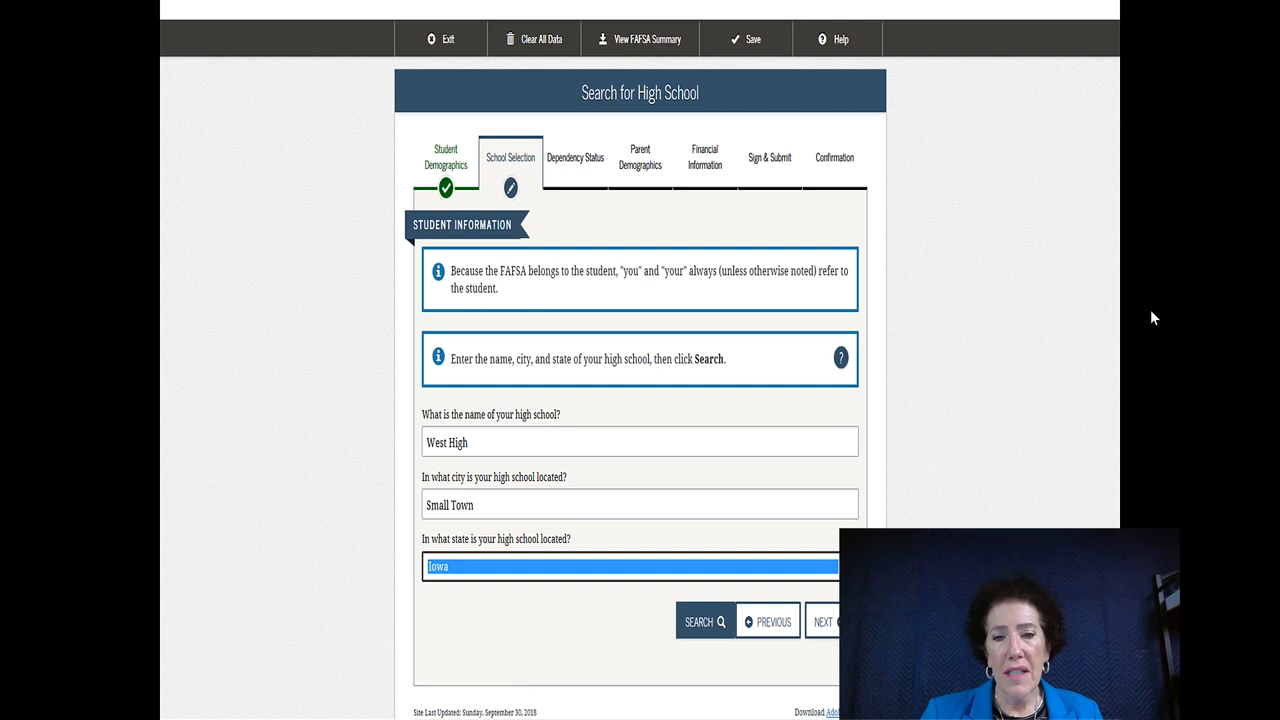 Exit Clear All Data View FAFSA Summary Save Help
Search for High School
Student Demographics
School Selection
Dependency Status
Parent Demographics
Financial Information
Sign & Submit
Confirmation
STUDENT INFORMATION
Because the FAFSA belongs to the student, "you" and "your" always (unless otherwise noted) refer to
the student.
Enter the name, city, and state of your high school, then click Search.
?
What is the name of your high school?
West High
In what city is your high school located?
Small Town
In what state is your high school located?
Iowa
SEARCH PREVIOUS NEXT
Site Last Updated: Sunday, September 30, 2018
Download